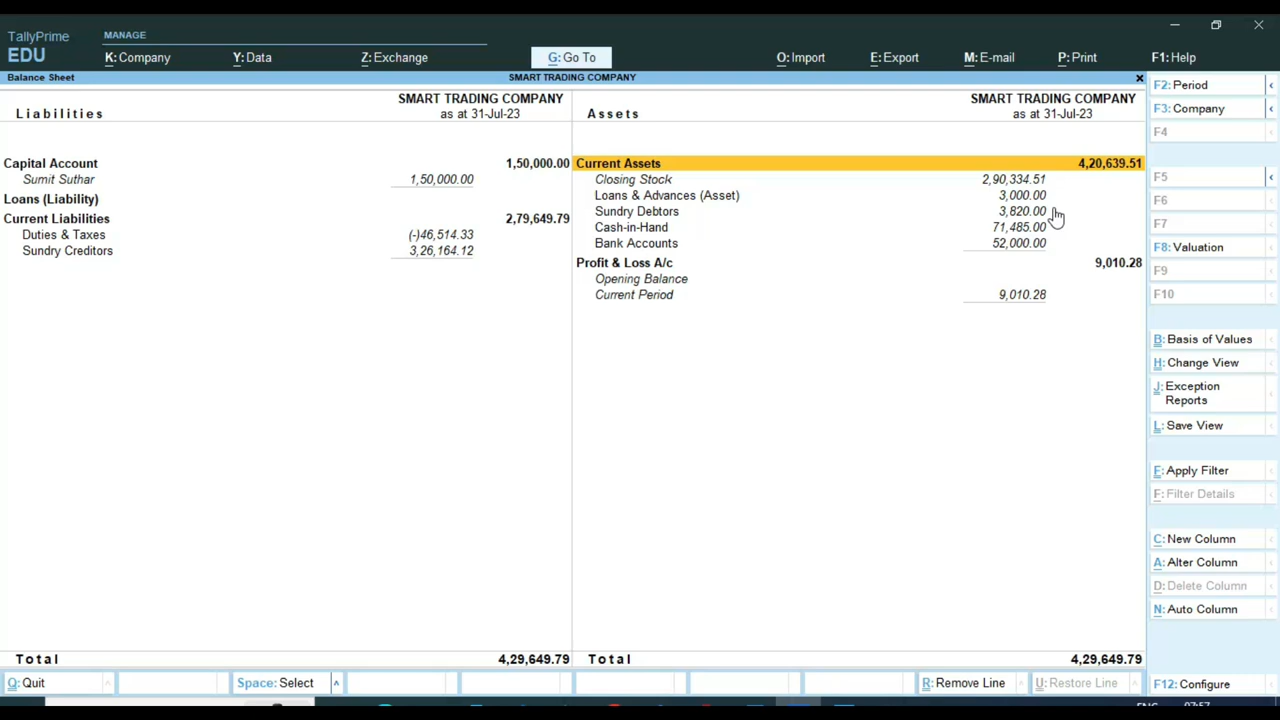 TallyPrime
EDU
MANAGE
K: Company
Y: Data
Z: Exchange
G: Go To
O: Import
E: Export
M: E-mail
P: Print
F1: Help
Balance Sheet
SMART TRADING COMPANY
Liabilities
SMART TRADING COMPANY
as at 31-Jul-23
Capital Account 1,50,000.00
Sumit Suthar 1,50,000.00
Loans (Liability)
Current Liabilities 2,79,649.79
Duties & Taxes (-)46,514.33
Sundry Creditors 3,26,164.12
Total 4,29,649.79
Assets
SMART TRADING COMPANY
as at 31-Jul-23
Current Assets 4,20,639.51
Closing Stock 2,90,334.51
Loans & Advances (Asset) 3,000.00
Sundry Debtors 3,820.00
Cash-in-Hand 71,485.00
Bank Accounts 52,000.00
Profit & Loss A/c 9,010.28
Opening Balance
Current Period 9,010.28
Total 4,29,649.79
F2: Period
F3: Company
F4
F5
F6
F7
F8: Valuation
F9
F10
B: Basis of Values
H: Change View
J: Exception
Reports
L: Save View
F: Apply Filter
F: Filter Details
C: New Column
A: Alter Column
D: Delete Column
N: Auto Column
Q: Quit
Space: Select
R: Remove Line
U: Restore Line
F12: Configure